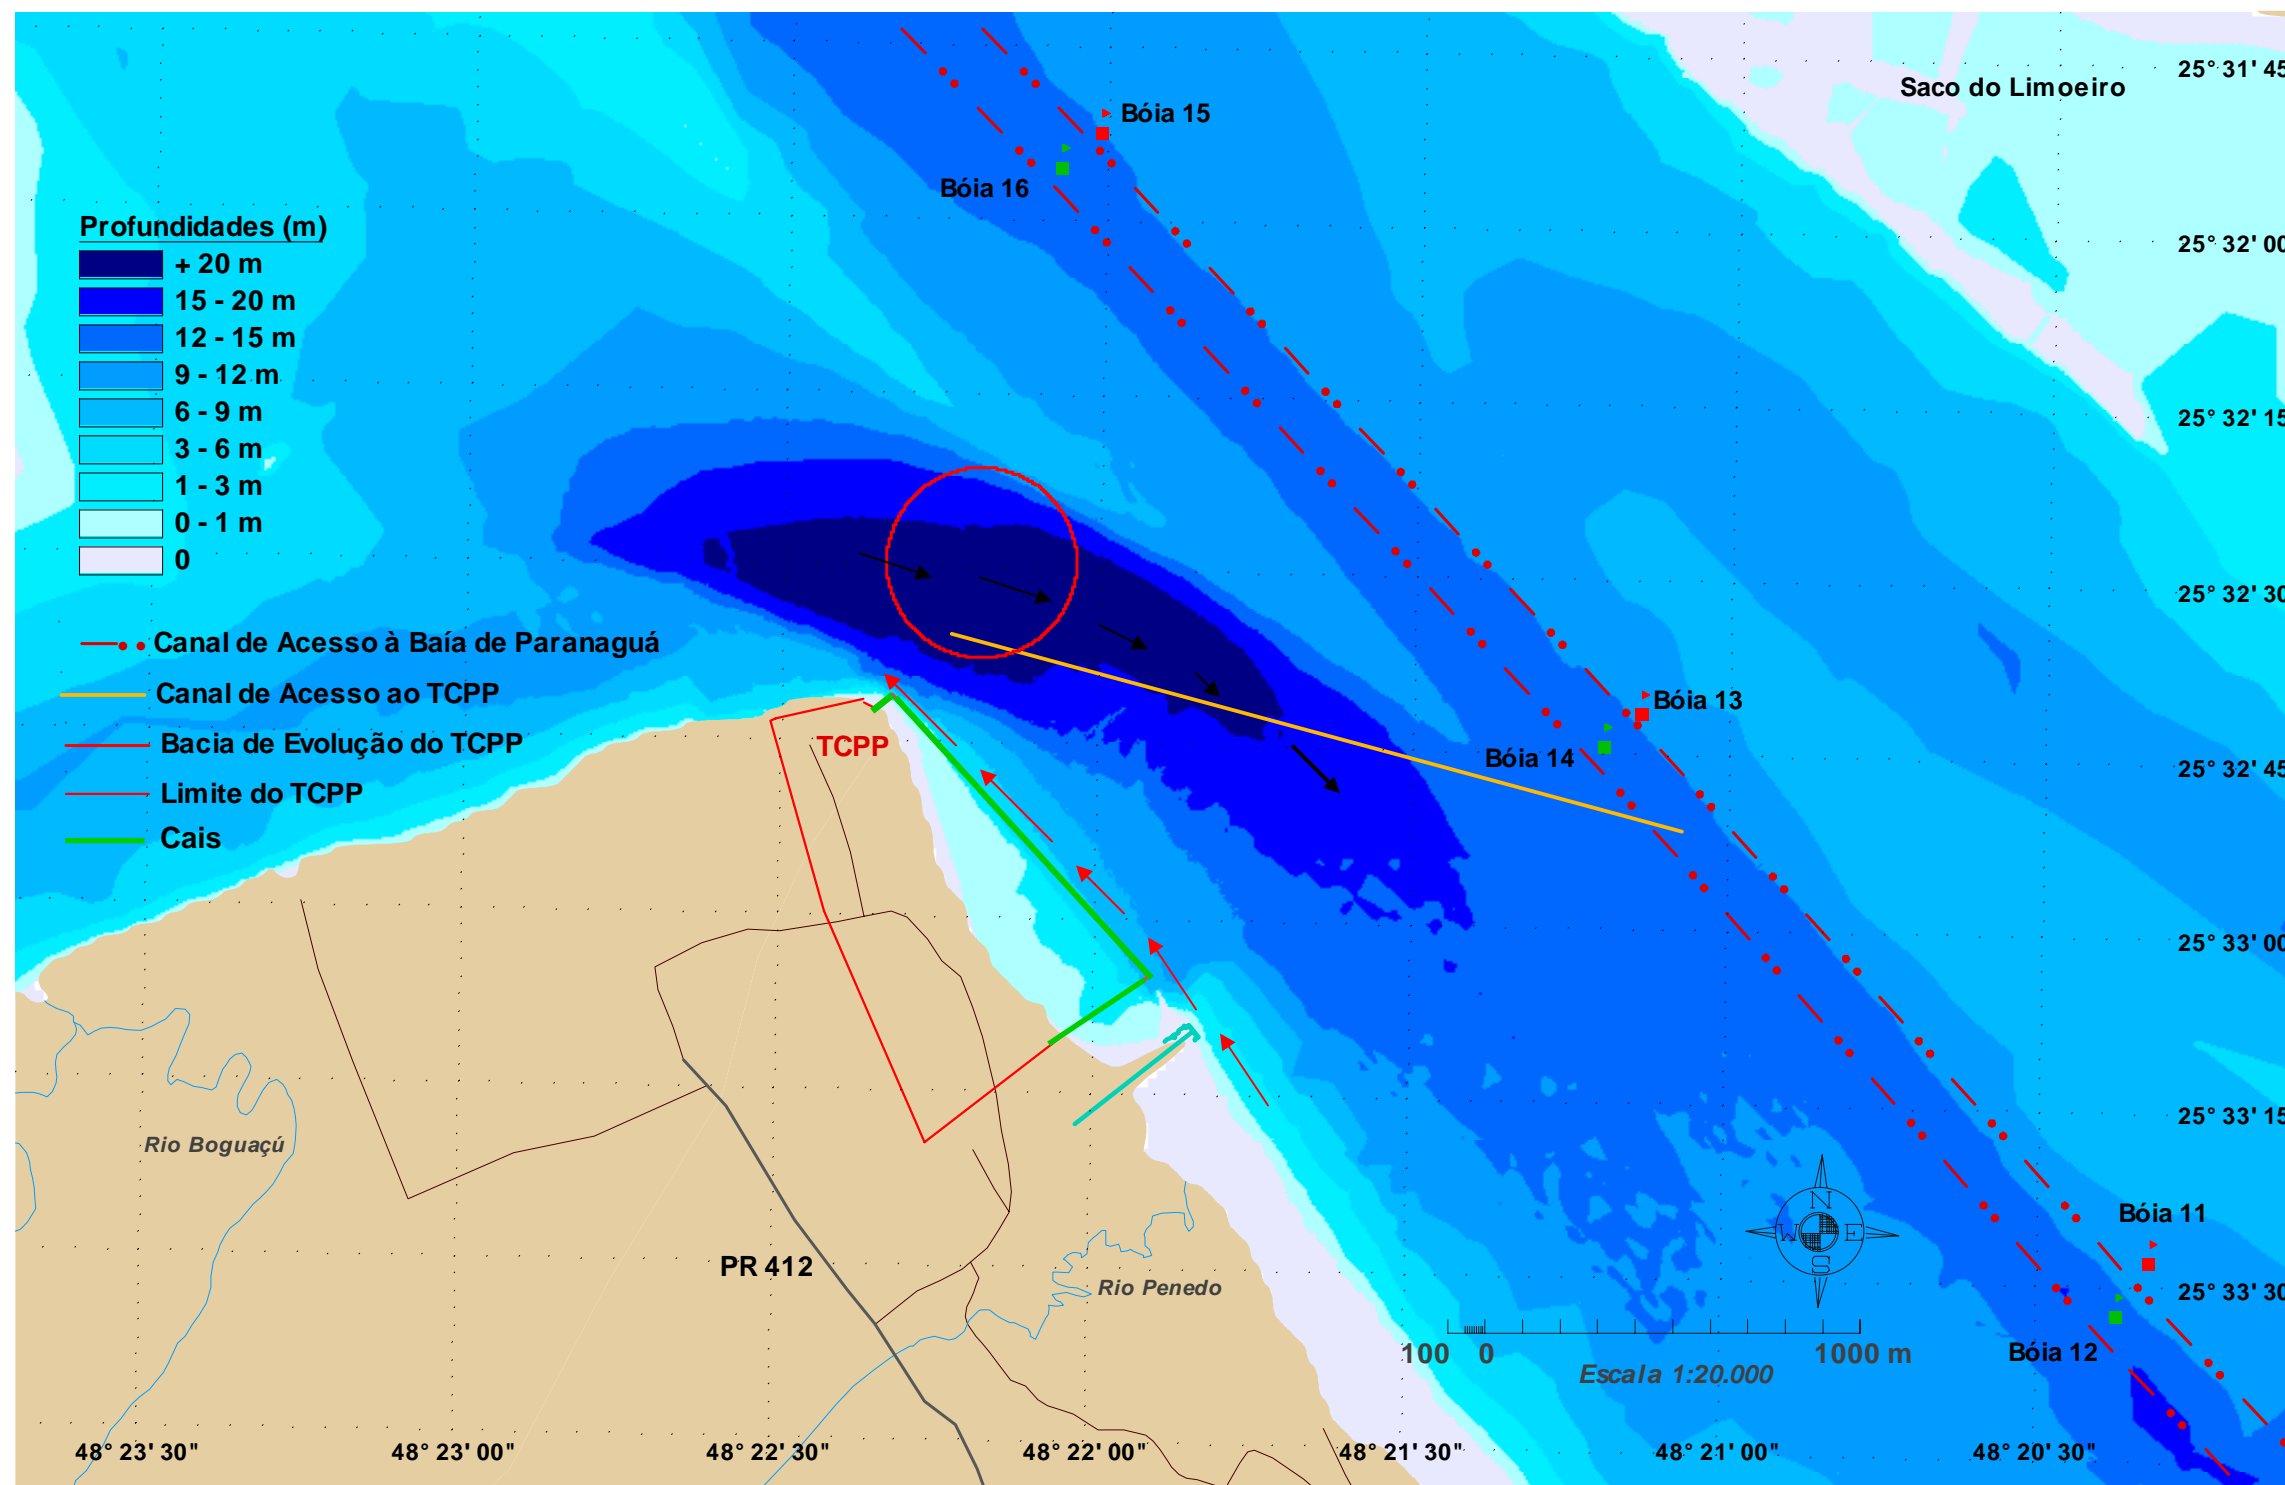 25° 31' 45
Saco do Limoeiro
Bóia 15
Bóia 16
Profundidades (m)
+ 20 m
15 - 20 m
12 - 15 m
9 - 12 m
6 - 9 m
3 - 6 m
1 - 3 m
0 - 1 m
0
25° 32' 00
25° 32' 15
25° 32' 30
Canal de Acesso à Baía de Paranaguá
Canal de Acesso ao TCPP
Bacia de Evolução do TCPP
Limite do TCPP
Cais
TCPP
Bóia 13
Bóia 14
25° 32' 45
25° 33' 00
25° 33' 15
Rio Boguaçú
PR 412
Rio Penedo
N
W E
S
Bóia 11
25° 33' 30
Bóia 12
100 0 1000 m
Escala 1:20.000
48° 23' 30" 48° 23' 00" 48° 22' 30" 48° 22' 00" 48° 21' 30" 48° 21' 00" 48° 20' 30"